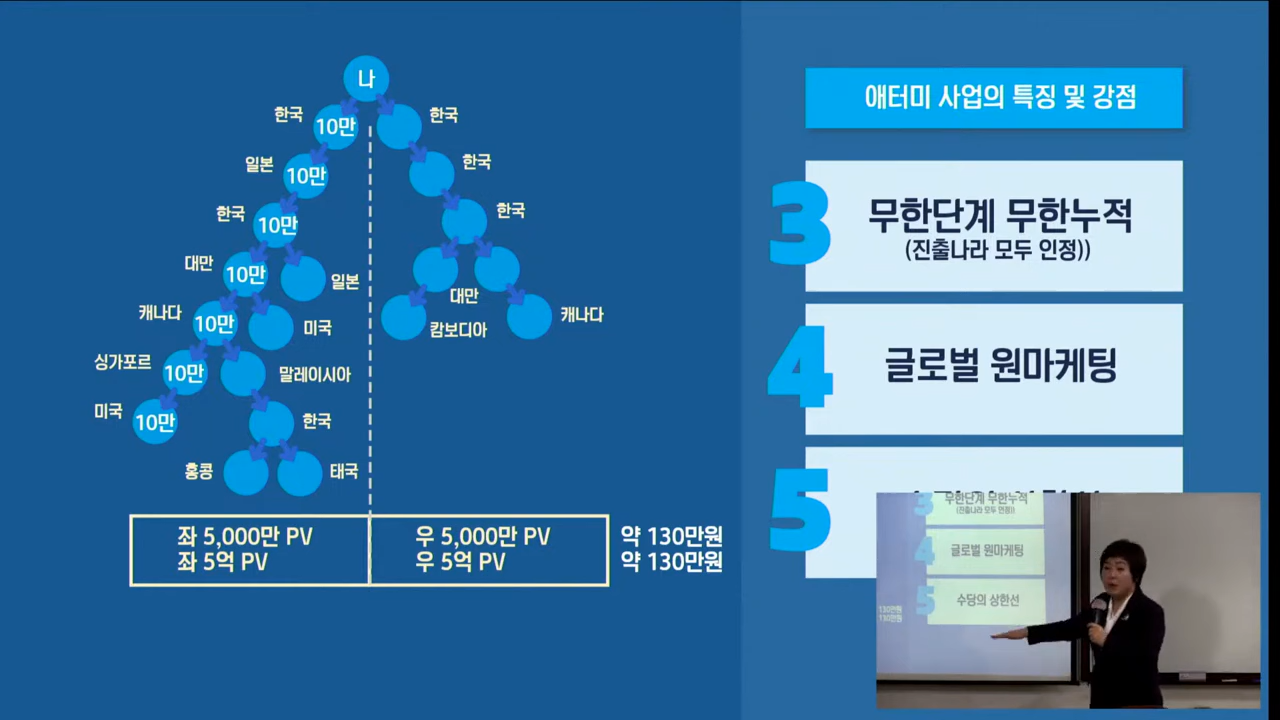 나
한국
10만
한국
일본
10만
한국
한국
10만
한국
대만
10만
일본
대만
캐나다
10만
미국
캄보디아
캐나다
싱가포르
10만
말레이시아
미국
10만
한국
홍콩
태국
좌 5,000만 PV
우 5,000만 PV
약 130만원
좌 5억 PV
우 5억 PV
약 130만원
애터미 사업의 특징 및 강점
3
무한단계 무한누적
(진출나라 모두 인정))
4
글로벌 원마케팅
5
3
무한단계 무한누적
(진출나라 모두 인정))
4
글로벌 원마케팅
5
수당의 상한선
130만원
130만원